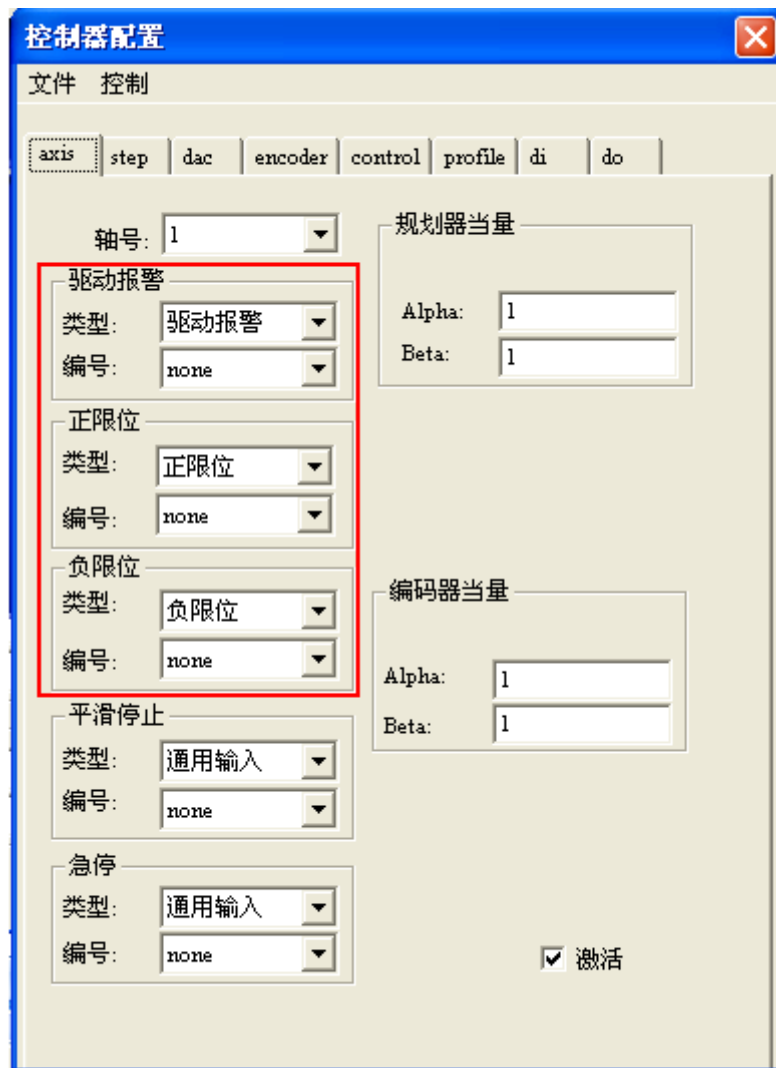 控制器配置
文件 控制
axis step dac encoder control profile di do
轴号: 1
驱动报警
类型: 驱动报警
编号: none
正限位
类型: 正限位
编号: none
负限位
类型: 负限位
编号: none
平滑停止
类型: 通用输入
编号: none
急停
类型: 通用输入
编号: none
规划器当量
Alpha: 1
Beta: 1
编码器当量
Alpha: 1
Beta: 1
激活